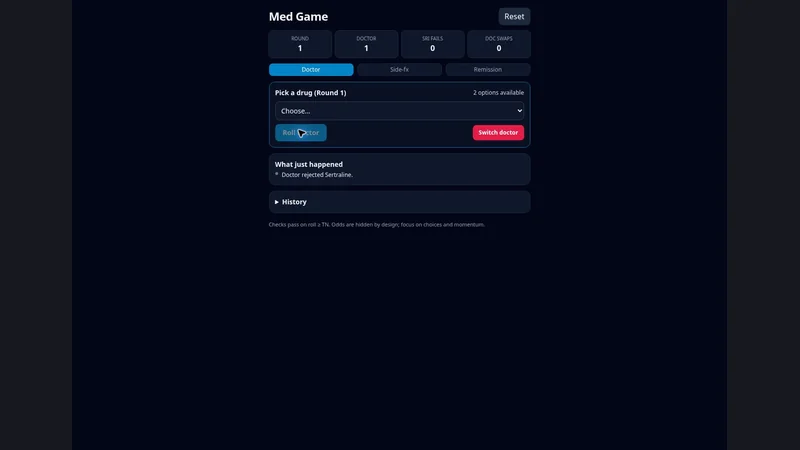 Med Game
Reset
ROUND
1
DOCTOR
1
SRI FAILS
0
DOC SWAPS
0
Doctor
Side-fx
Remission
Pick a drug (Round 1)
2 options available
Choose...
Roll doctor
Switch doctor
What just happened
* Doctor rejected Sertraline.
▶ History
Checks pass on roll ≥ TN. Odds are hidden by design; focus on choices and momentum.